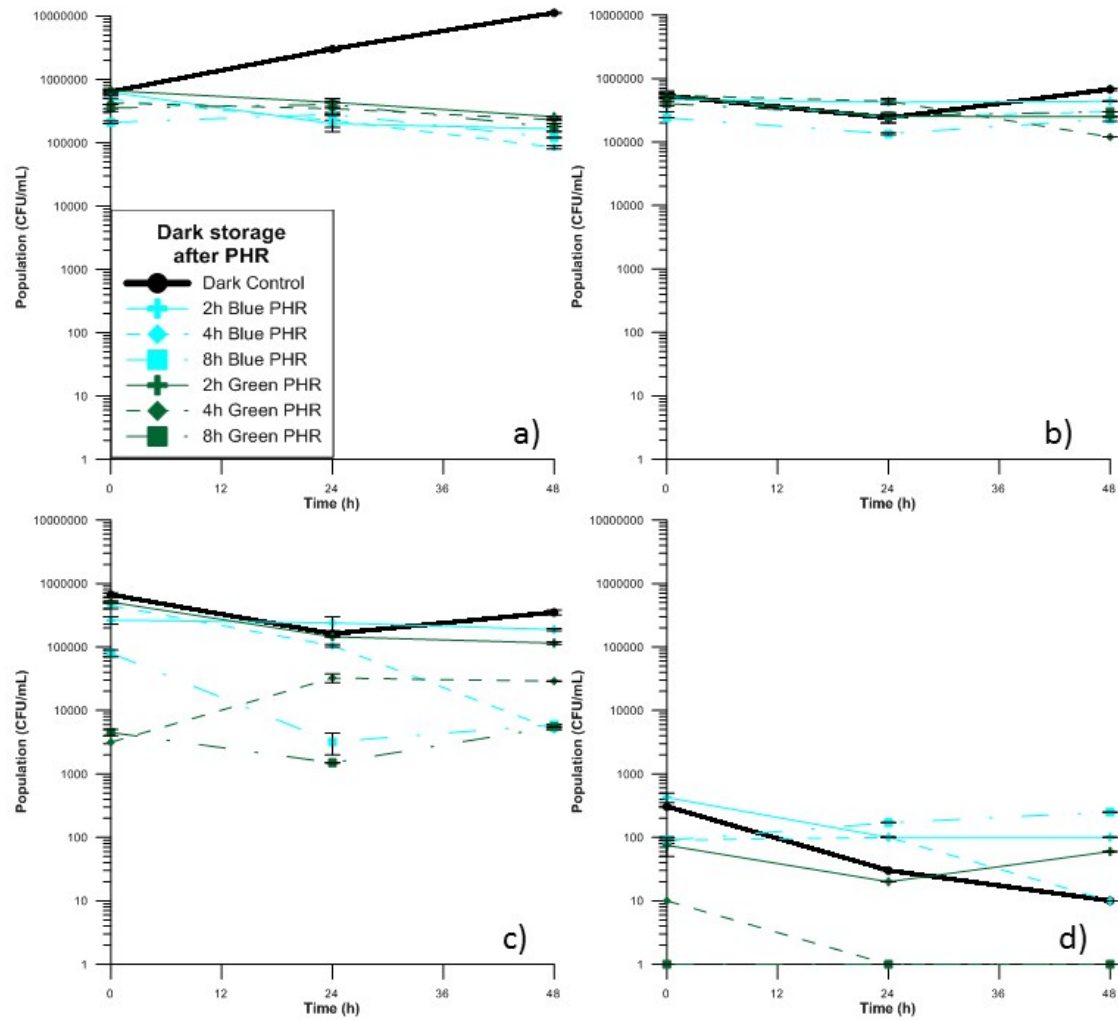 10000000
1000000
100000
10000
1000
100
10
1
Population (CFU/mL)
0 12 24 36 48
Time (h)
Dark storage
after PHR
Dark Control
2h Blue PHR
4h Blue PHR
8h Blue PHR
2h Green PHR
4h Green PHR
8h Green PHR
a)
10000000
1000000
100000
10000
1000
100
10
1
Population (CFU/mL)
0 12 24 36 48
Time (h)
b)
10000000
1000000
100000
10000
1000
100
10
1
Population (CFU/mL)
0 12 24 36 48
Time (h)
c)
10000000
1000000
100000
10000
1000
100
10
1
Population (CFU/mL)
0 12 24 36 48
Time (h)
d)